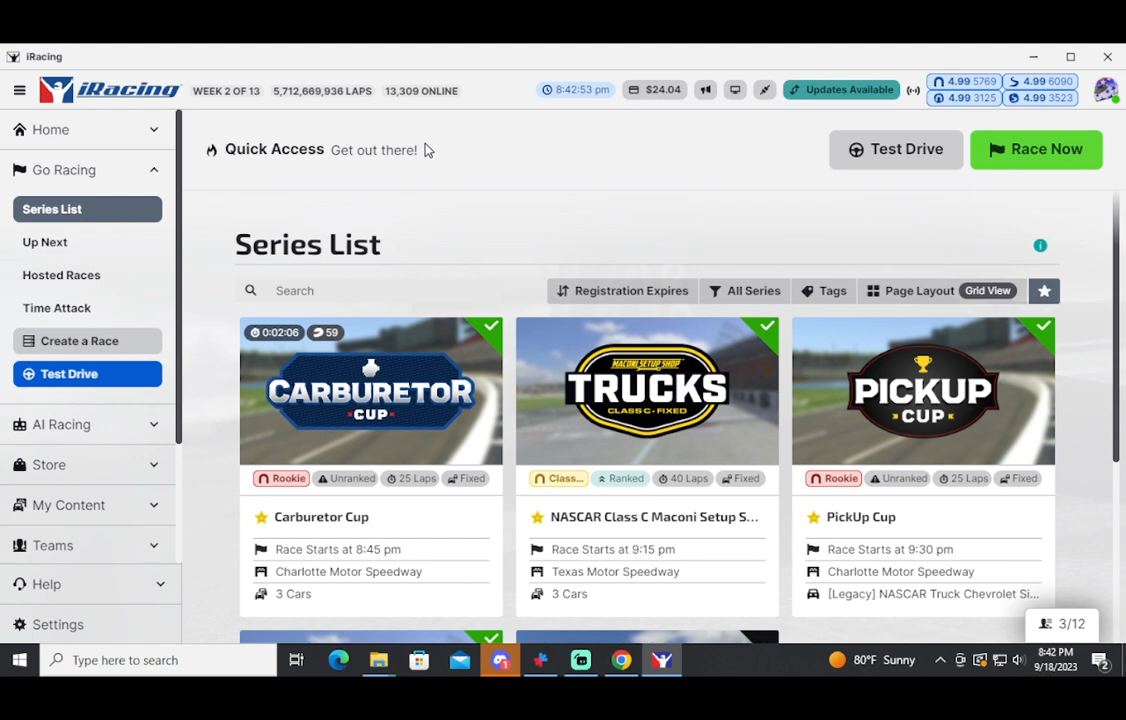 iRacing
iRacing WEEK 2 OF 13 5,712,669,936 LAPS 13,309 ONLINE 8:42:53 pm $24.04 Updates Available 4.99 5769 4.99 6090
4.99 3125 4.99 3523
Home
Quick Access Get out there! Test Drive Race Now
Go Racing
Series List
Up Next
Hosted Races
Time Attack
Create a Race
Test Drive
AI Racing
Store
My Content
Teams
Help
Settings
Series List
Search Registration Expires All Series Tags Page Layout Grid View
0:02:06 59
CARBURETOR
CUP
MACONI SETUP SHOP
TRUCKS
CLASS C - FIXED
PICKUP
CUP
Rookie Unranked 25 Laps Fixed
Class... Ranked 40 Laps Fixed
Rookie Unranked 25 Laps Fixed
Carburetor Cup
Race Starts at 8:45 pm
Charlotte Motor Speedway
3 Cars
NASCAR Class C Maconi Setup S...
Race Starts at 9:15 pm
Texas Motor Speedway
3 Cars
PickUp Cup
Race Starts at 9:30 pm
Charlotte Motor Speedway
[Legacy] NASCAR Truck Chevrolet Si...
3/12
Type here to search
1
80°F Sunny
8:42 PM
9/18/2023
2